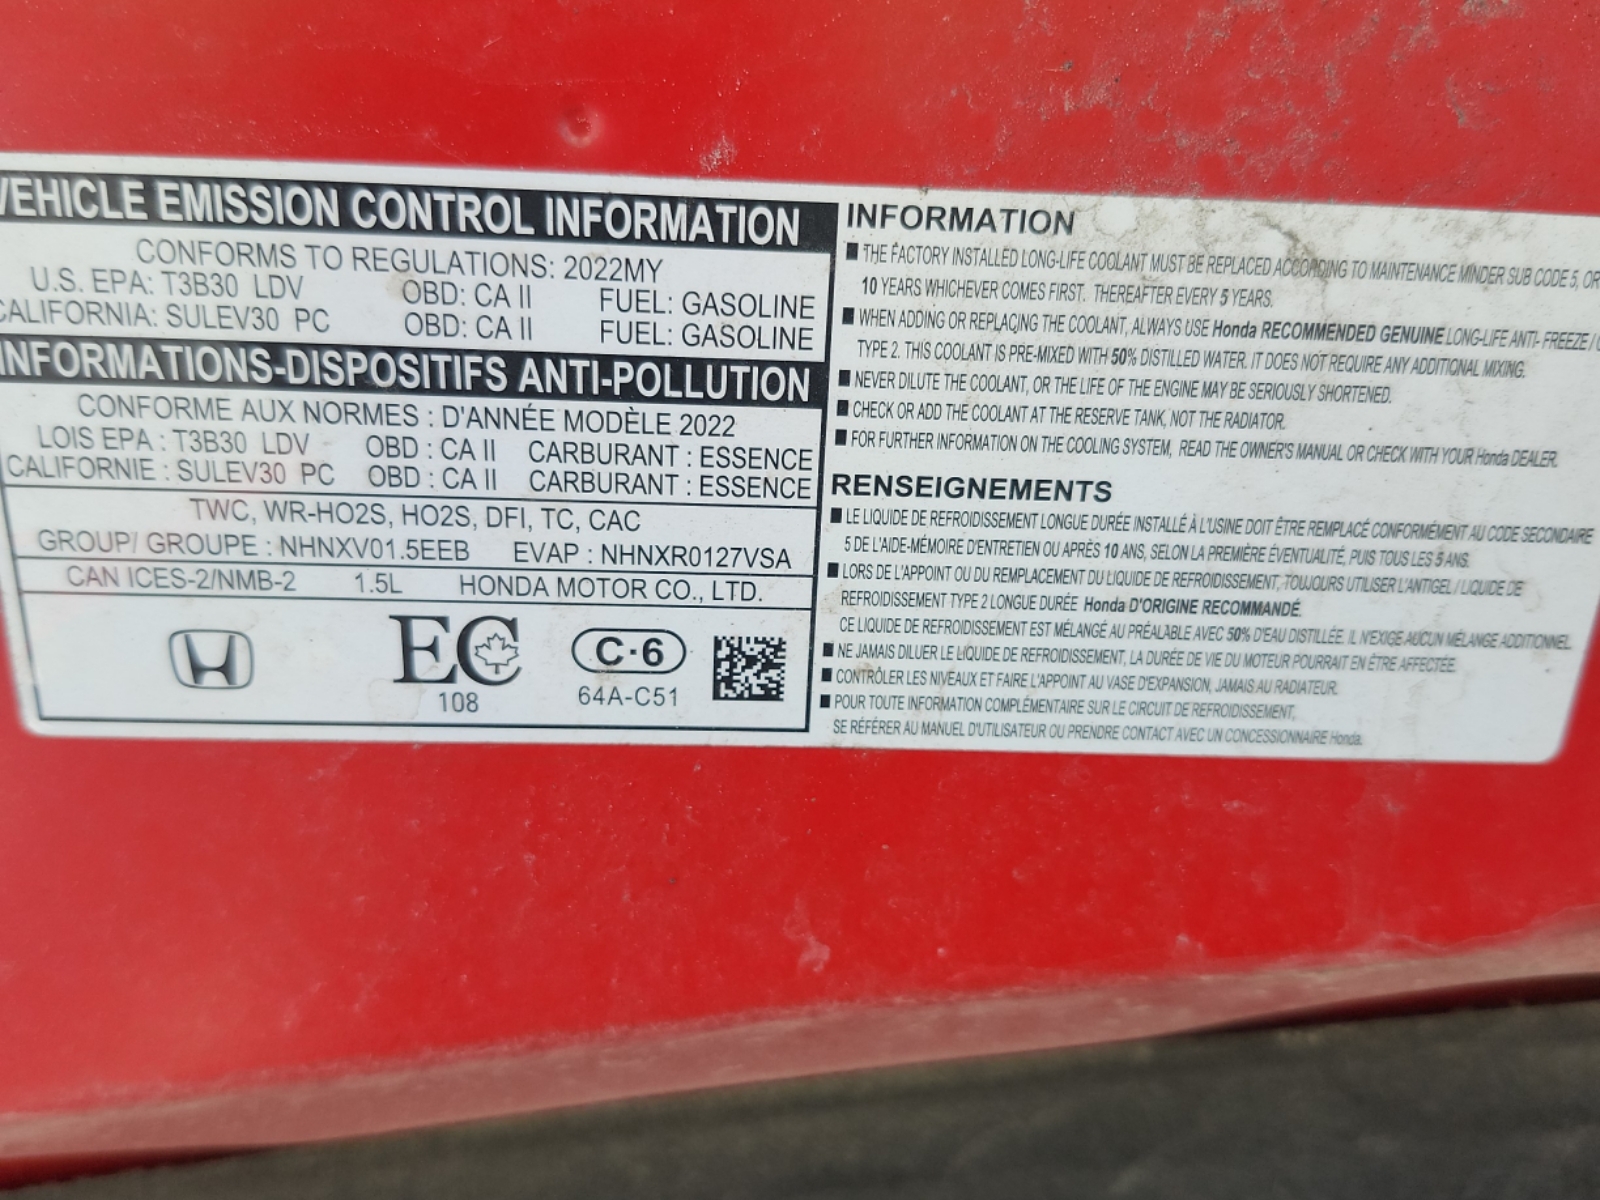 VEHICLE EMISSION CONTROL INFORMATION
CONFORMS TO REGULATIONS: 2022MY
U.S. EPA: T3B30 LDV OBD: CA II FUEL: GASOLINE
CALIFORNIA: SULEV30 PC OBD: CA II FUEL: GASOLINE
INFORMATIONS-DISPOSITIFS ANTI-POLLUTION
CONFORME AUX NORMES : D'ANNÉE MODÈLE 2022
LOIS EPA : T3B30 LDV OBD : CA II CARBURANT : ESSENCE
CALIFORNIE : SULEV30 PC OBD : CA II CARBURANT : ESSENCE
TWC, WR-HO2S, HO2S, DFI, TC, CAC
GROUP/ GROUPE : NHNXV01.5EEB EVAP : NHNXR0127VSA
CAN ICES-2/NMB-2 1.5L HONDA MOTOR CO., LTD.
EC
108
C·6
64A-C51
INFORMATION
■ THE FACTORY INSTALLED LONG-LIFE COOLANT MUST BE REPLACED ACCORDING TO MAINTENANCE MINDER SUB CODE 5, OR
10 YEARS WHICHEVER COMES FIRST. THEREAFTER EVERY 5 YEARS.
■ WHEN ADDING OR REPLACING THE COOLANT, ALWAYS USE Honda RECOMMENDED GENUINE LONG-LIFE ANTI- FREEZE /
TYPE 2. THIS COOLANT IS PRE-MIXED WITH 50% DISTILLED WATER. IT DOES NOT REQUIRE ANY ADDITIONAL MIXING.
■ NEVER DILUTE THE COOLANT, OR THE LIFE OF THE ENGINE MAY BE SERIOUSLY SHORTENED.
■ CHECK OR ADD THE COOLANT AT THE RESERVE TANK, NOT THE RADIATOR.
■ FOR FURTHER INFORMATION ON THE COOLING SYSTEM, READ THE OWNER'S MANUAL OR CHECK WITH YOUR Honda DEALER.
RENSEIGNEMENTS
■ LE LIQUIDE DE REFROIDISSEMENT LONGUE DURÉE INSTALLÉ À L'USINE DOIT ÊTRE REMPLACÉ CONFORMÉMENT AU CODE SECONDAIRE
5 DE L'AIDE-MÉMOIRE D'ENTRETIEN OU APRÈS 10 ANS, SELON LA PREMIÈRE ÉVENTUALITÉ, PUIS TOUS LES 5 ANS.
■ LORS DE L'APPOINT OU DU REMPLACEMENT DU LIQUIDE DE REFROIDISSEMENT, TOUJOURS UTILISER L'ANTIGEL / LIQUIDE DE
REFROIDISSEMENT TYPE 2 LONGUE DURÉE Honda D'ORIGINE RECOMMANDÉ.
CE LIQUIDE DE REFROIDISSEMENT EST MÉLANGÉ AU PRÉALABLE AVEC 50% D'EAU DISTILLÉE. IL N'EXIGE AUCUN MÉLANGE ADDITIONNEL.
■ NE JAMAIS DILUER LE LIQUIDE DE REFROIDISSEMENT, LA DURÉE DE VIE DU MOTEUR POURRAIT EN ÊTRE AFFECTÉE.
■ CONTRÔLER LES NIVEAUX ET FAIRE L'APPOINT AU VASE D'EXPANSION, JAMAIS AU RADIATEUR.
■ POUR TOUTE INFORMATION COMPLÉMENTAIRE SUR LE CIRCUIT DE REFROIDISSEMENT,
SE RÉFÉRER AU MANUEL D'UTILISATEUR OU PRENDRE CONTACT AVEC UN CONCESSIONNAIRE Honda.